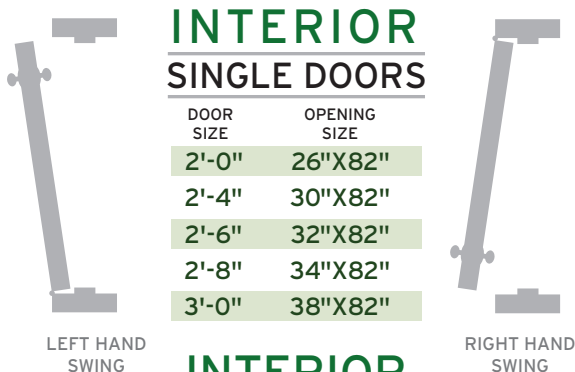 INTERIOR
SINGLE DOORS
DOOR SIZE OPENING SIZE
2'-0" 26"X82"
2'-4" 30"X82"
2'-6" 32"X82"
2'-8" 34"X82"
3'-0" 38"X82"
LEFT HAND
SWING
RIGHT HAND
SWING
INTERIOR